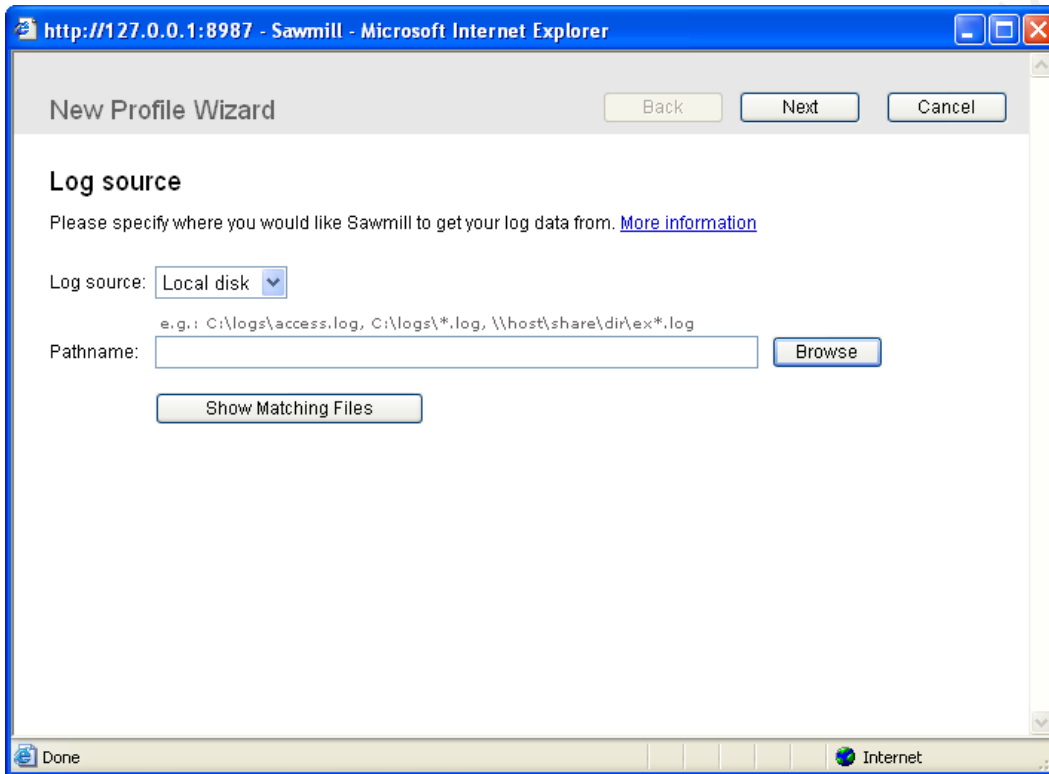 http://127.0.0.1:8987 - Sawmill - Microsoft Internet Explorer
New Profile Wizard
Back
Next
Cancel
Log source
Please specify where you would like Sawmill to get your log data from. More information
Log source: Local disk
e.g.: C:\logs\access.log, C:\logs\*.log, \\host\share\dir\ex*.log
Pathname:
Browse
Show Matching Files
Done
Internet